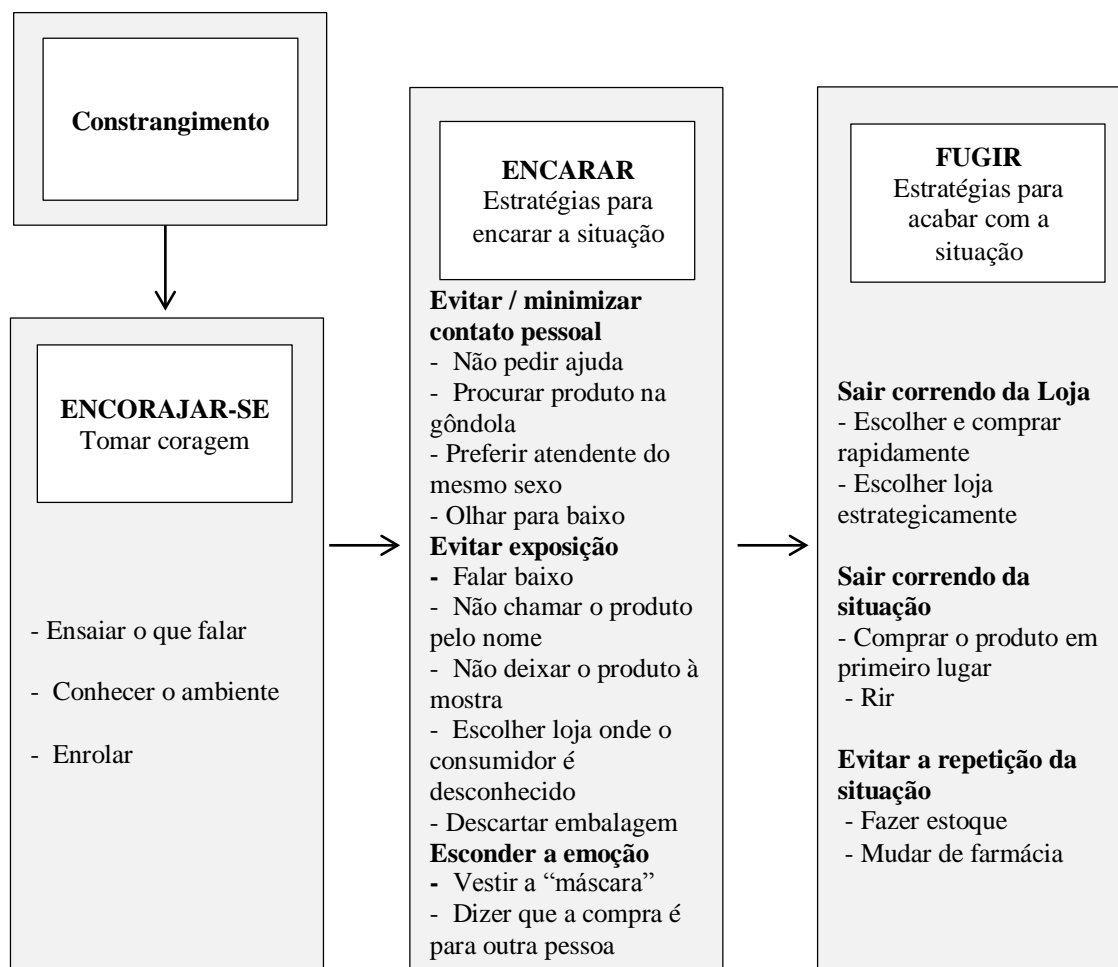 Constrangimento
ENCORAJAR-SE
Tomar coragem
- Ensaiar o que falar
- Conhecer o ambiente
- Enrolar
ENCARAR
Estratégias para
encarar a situação
Evitar / minimizar
contato pessoal
- Não pedir ajuda
- Procurar produto na
gôndola
- Preferir atendente do
mesmo sexo
- Olhar para baixo
Evitar exposição
- Falar baixo
- Não chamar o produto
pelo nome
- Não deixar o produto à
mostra
- Escolher loja onde o
consumidor é
desconhecido
- Descartar embalagem
Esconder a emoção
- Vestir a “máscara”
- Dizer que a compra é
para outra pessoa
FUGIR
Estratégias para
acabar com a
situação
Sair correndo da Loja
- Escolher e comprar
rapidamente
- Escolher loja
estrategicamente
Sair correndo da
situação
- Comprar o produto em
primeiro lugar
- Rir
Evitar a repetição da
situação
- Fazer estoque
- Mudar de farmácia